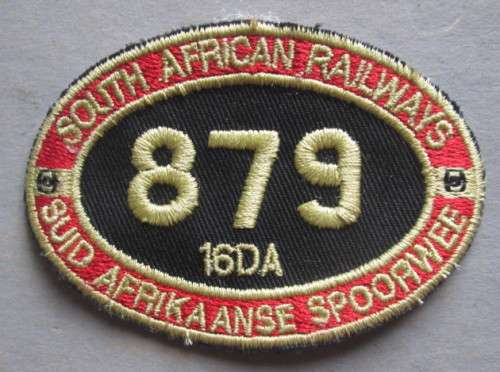 SOUTH AFRICAN RAILWAYS
879
16DA
SUID AFRIKAANSE SPOORWEE